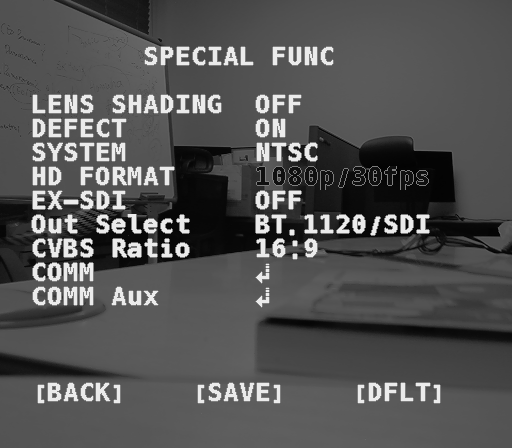 SPECIAL FUNC
LENS SHADING OFF
DEFECT ON
SYSTEM NTSC
HD FORMAT 1080p/30fps
EX-SDI OFF
Out Select BT.1120/SDI
CVBS Ratio 16:9
COMM ↲
COMM Aux ↲
[BACK] [SAVE] [DFLT]